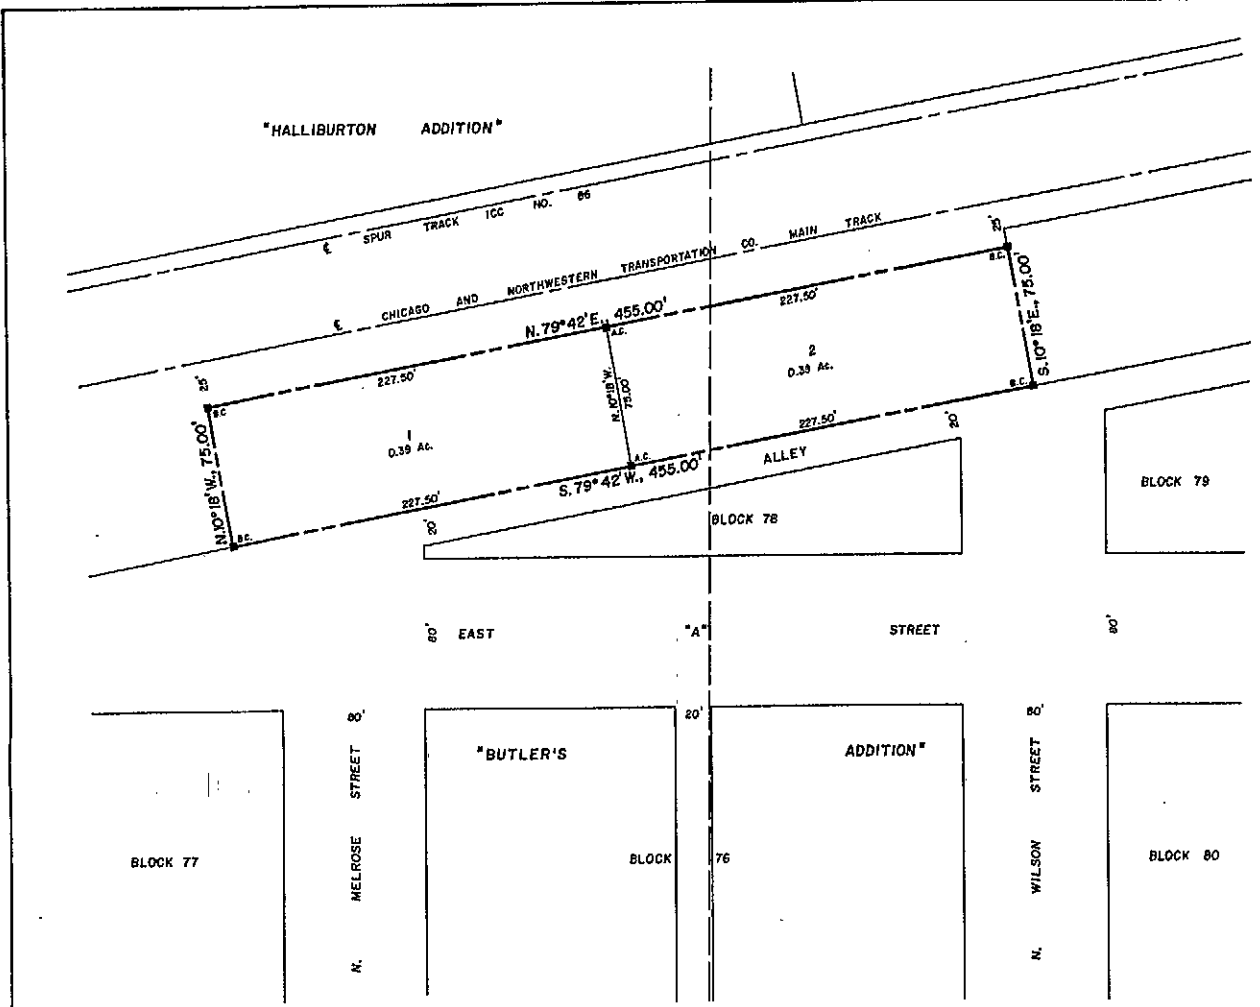 "HALLIBURTON ADDITION"
℄ SPUR TRACK ICC NO. 86
℄ CHICAGO AND NORTHWESTERN TRANSPORTATION CO. MAIN TRACK
25'
B.C.
N. 79°42'E., 455.00'
A.C.
227.50'
S. 10°18'E., 75.00'
2
0.39 Ac.
25'
227.50'
N. 10°18'W.
75.00
B.C.
B.C.
1
0.39 Ac.
N. 10°18'W., 75.00'
227.50'
20'
A.C.
S. 79°42'W., 455.00'
ALLEY
227.50'
20'
B.C.
BLOCK 79
BLOCK 78
80'
EAST "A" STREET
80'
80'
20'
80'
"BUTLER'S ADDITION"
N. MELROSE STREET
N. WILSON STREET
BLOCK 77
BLOCK 76
BLOCK 80